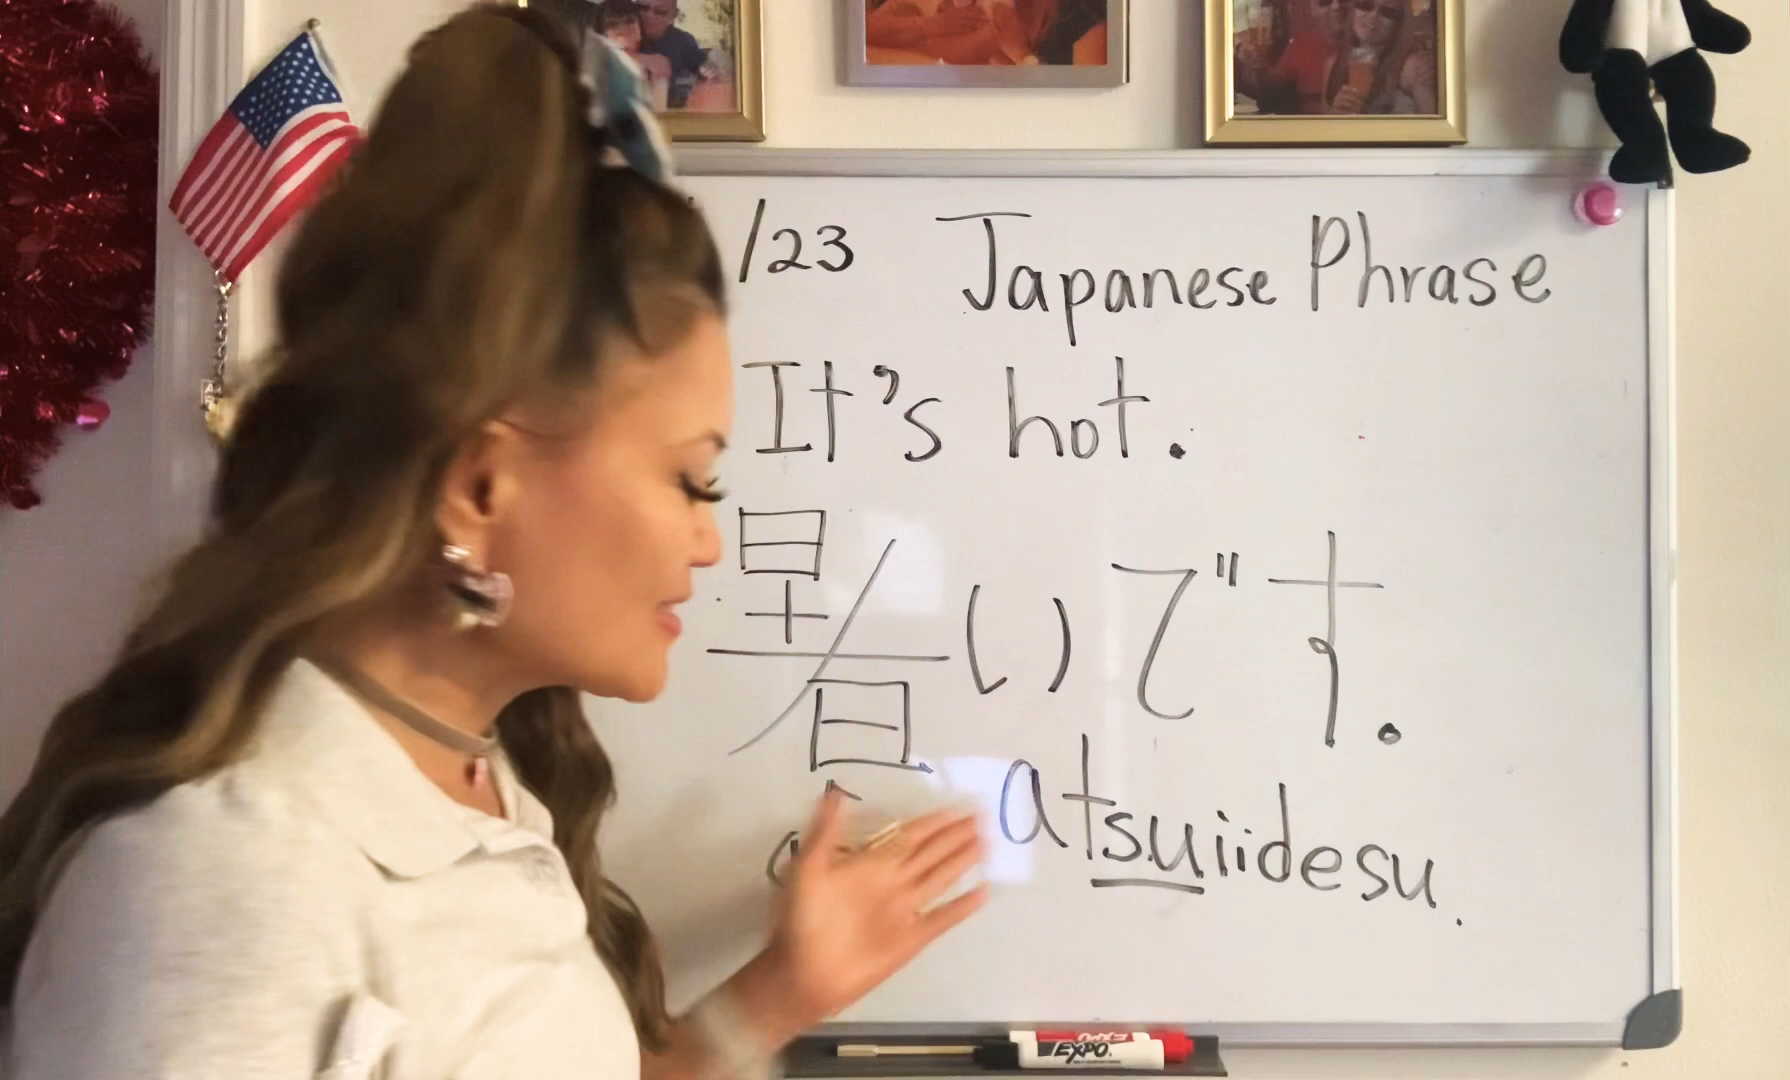 /23 Japanese Phrase
It's hot.
暑いです.
atsuiidesu.
EXPO